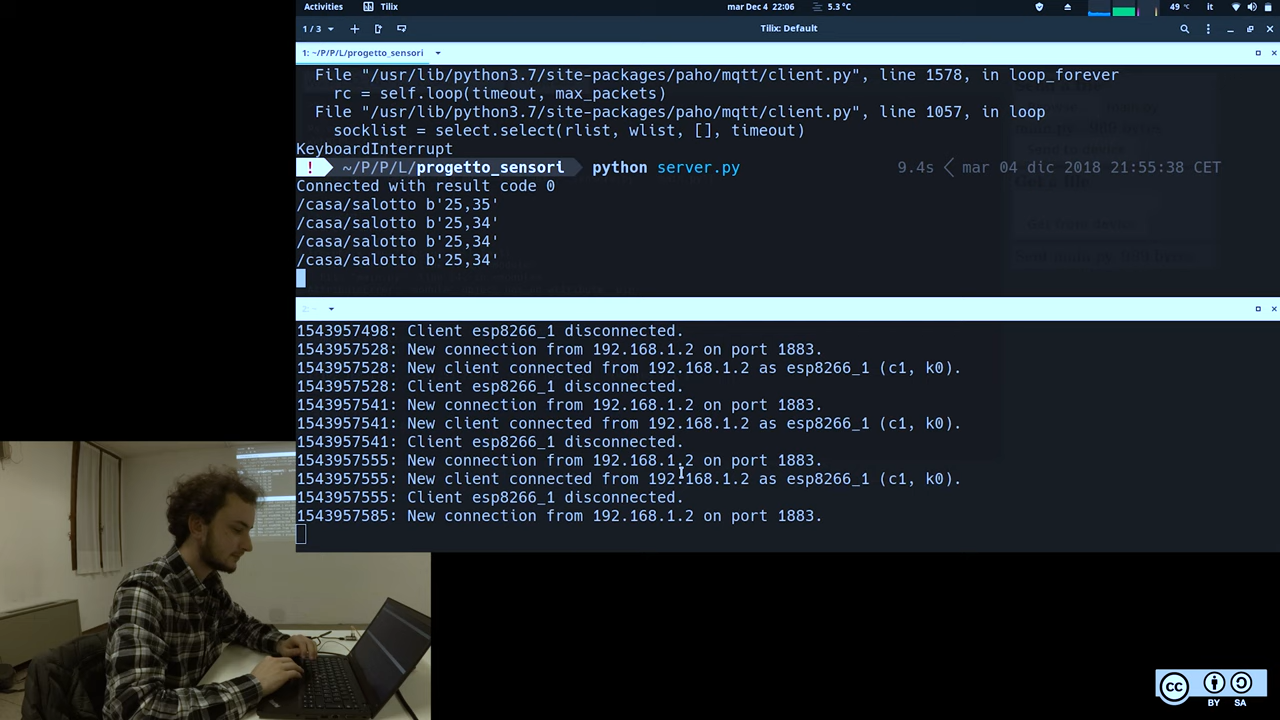 Activities Tilix mar Dec 4 22:06 5.3 °C 49 °C it
1 / 3 Tilix: Default
1: ~/P/P/L/progetto_sensori
File "/usr/lib/python3.7/site-packages/paho/mqtt/client.py", line 1578, in loop_forever
rc = self.loop(timeout, max_packets)
File "/usr/lib/python3.7/site-packages/paho/mqtt/client.py", line 1057, in loop
socklist = select.select(rlist, wlist, [], timeout)
KeyboardInterrupt
! ~/P/P/L/progetto_sensori python server.py 9.4s mar 04 dic 2018 21:55:38 CET
Connected with result code 0
/casa/salotto b'25,35'
/casa/salotto b'25,34'
/casa/salotto b'25,34'
/casa/salotto b'25,34'
2: ~
1543957498: Client esp8266_1 disconnected.
1543957528: New connection from 192.168.1.2 on port 1883.
1543957528: New client connected from 192.168.1.2 as esp8266_1 (c1, k0).
1543957528: Client esp8266_1 disconnected.
1543957541: New connection from 192.168.1.2 on port 1883.
1543957541: New client connected from 192.168.1.2 as esp8266_1 (c1, k0).
1543957541: Client esp8266_1 disconnected.
1543957555: New connection from 192.168.1.2 on port 1883.
1543957555: New client connected from 192.168.1.2 as esp8266_1 (c1, k0).
1543957555: Client esp8266_1 disconnected.
1543957585: New connection from 192.168.1.2 on port 1883.
cc
BY SA